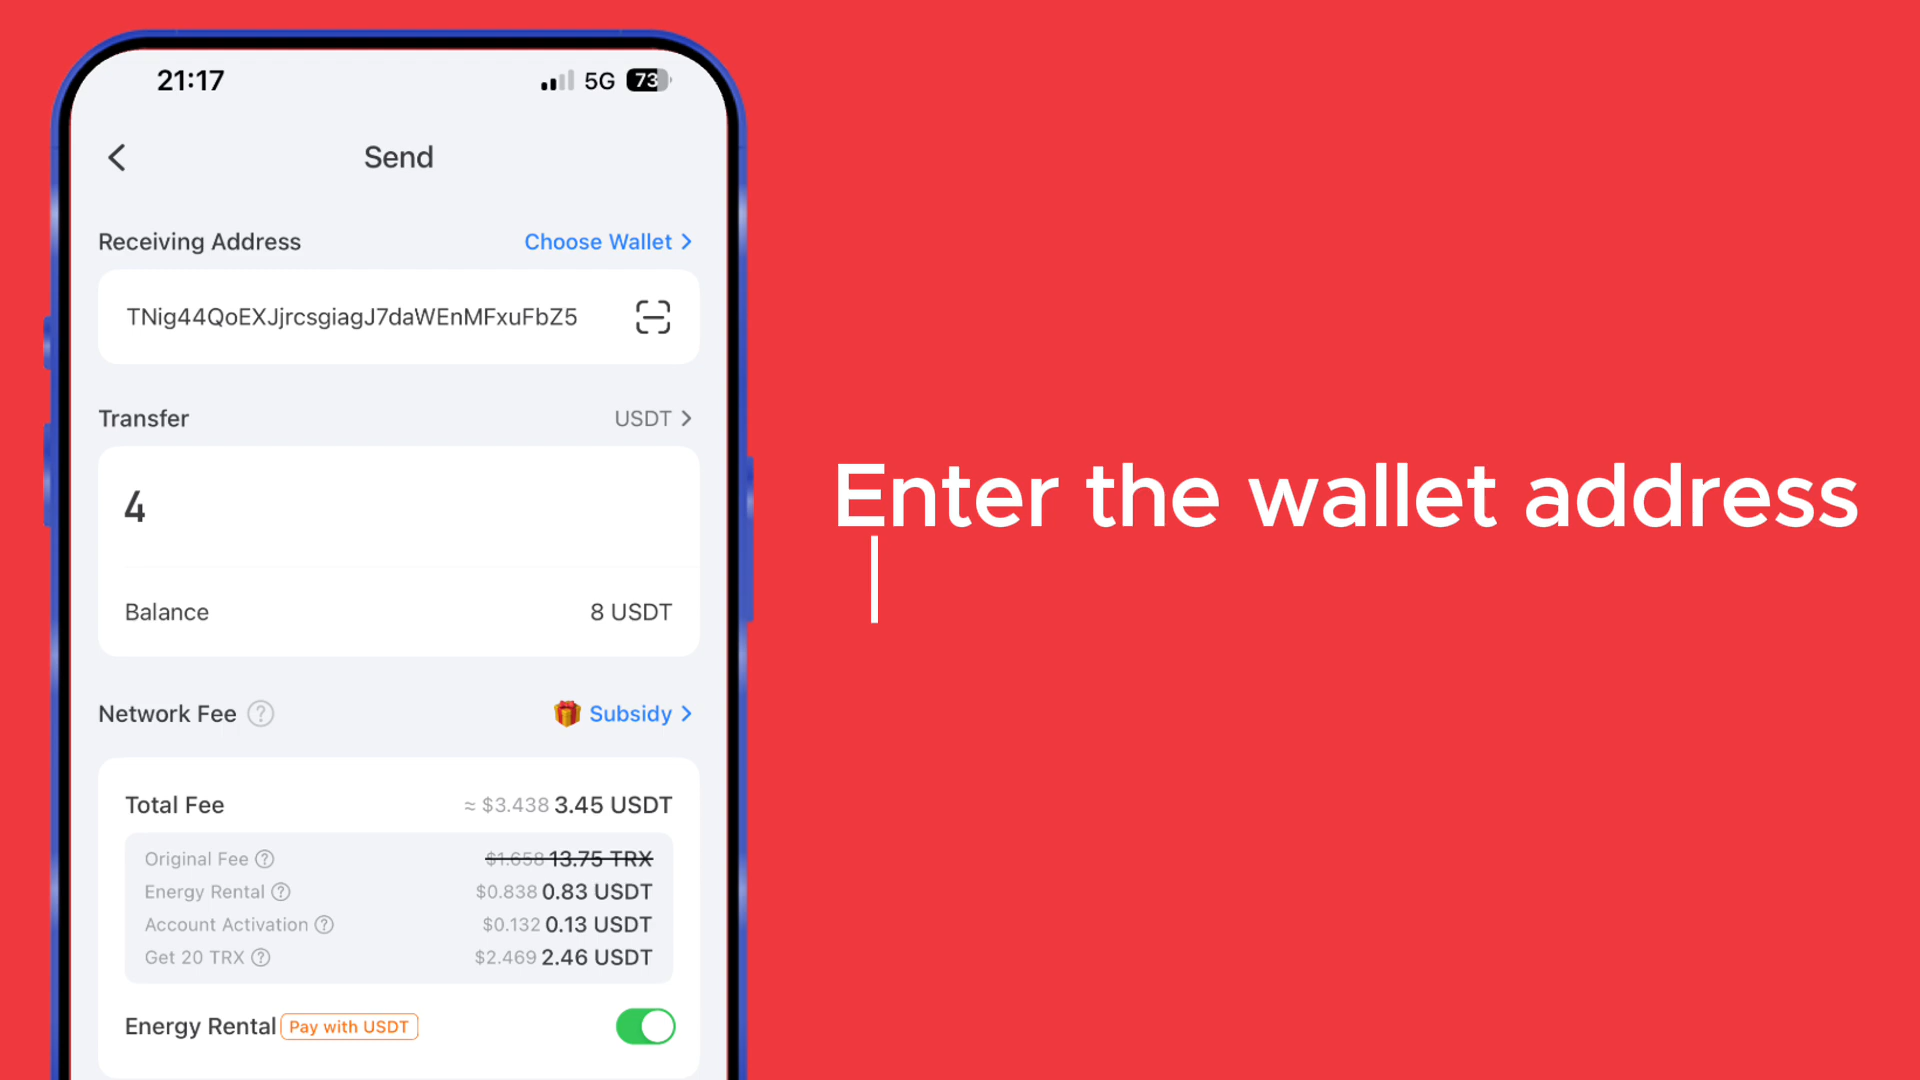 21:17
5G 73
Send
Receiving Address Choose Wallet
TNig44QoEXJjrcsgiagJ7daWEnMFxuFbZ5
Transfer USDT
4
Balance 8 USDT
Network Fee ? Subsidy
Total Fee ≈ $3.438 3.45 USDT
Original Fee ? $1.658 13.75 TRX
Energy Rental ? $0.838 0.83 USDT
Account Activation ? $0.132 0.13 USDT
Get 20 TRX ? $2.469 2.46 USDT
Energy Rental Pay with USDT
Enter the wallet address